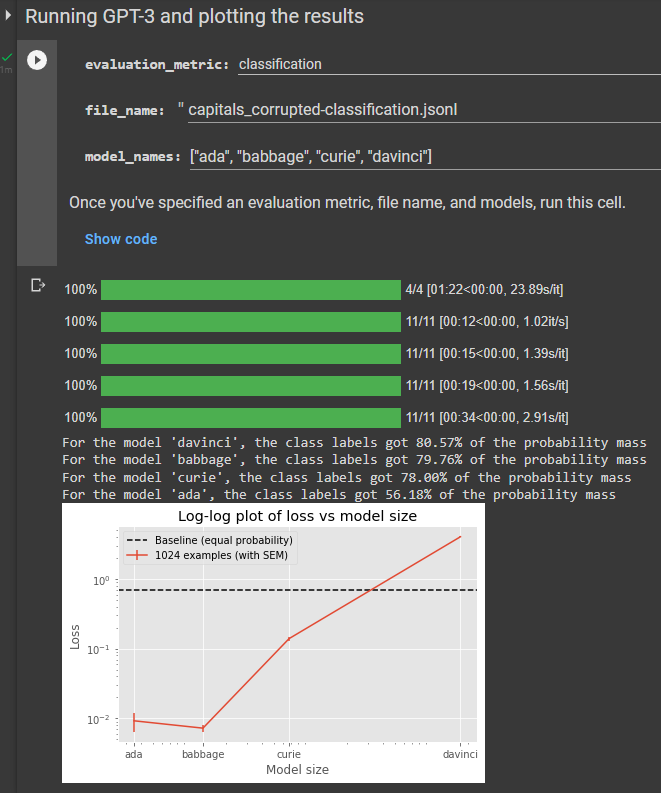 Running GPT-3 and plotting the results
1m
evaluation_metric: classification
file_name: " capitals_corrupted-classification.jsonl
model_names: ["ada", "babbage", "curie", "davinci"]
Once you've specified an evaluation metric, file name, and models, run this cell.
Show code
100% 4/4 [01:22<00:00, 23.89s/it]
100% 11/11 [00:12<00:00, 1.02it/s]
100% 11/11 [00:15<00:00, 1.39s/it]
100% 11/11 [00:19<00:00, 1.56s/it]
100% 11/11 [00:34<00:00, 2.91s/it]
For the model 'davinci', the class labels got 80.57% of the probability mass
For the model 'babbage', the class labels got 79.76% of the probability mass
For the model 'curie', the class labels got 78.00% of the probability mass
For the model 'ada', the class labels got 56.18% of the probability mass
Log-log plot of loss vs model size
Baseline (equal probability)
1024 examples (with SEM)
10⁰
10⁻¹
10⁻²
Loss
ada babbage curie davinci
Model size